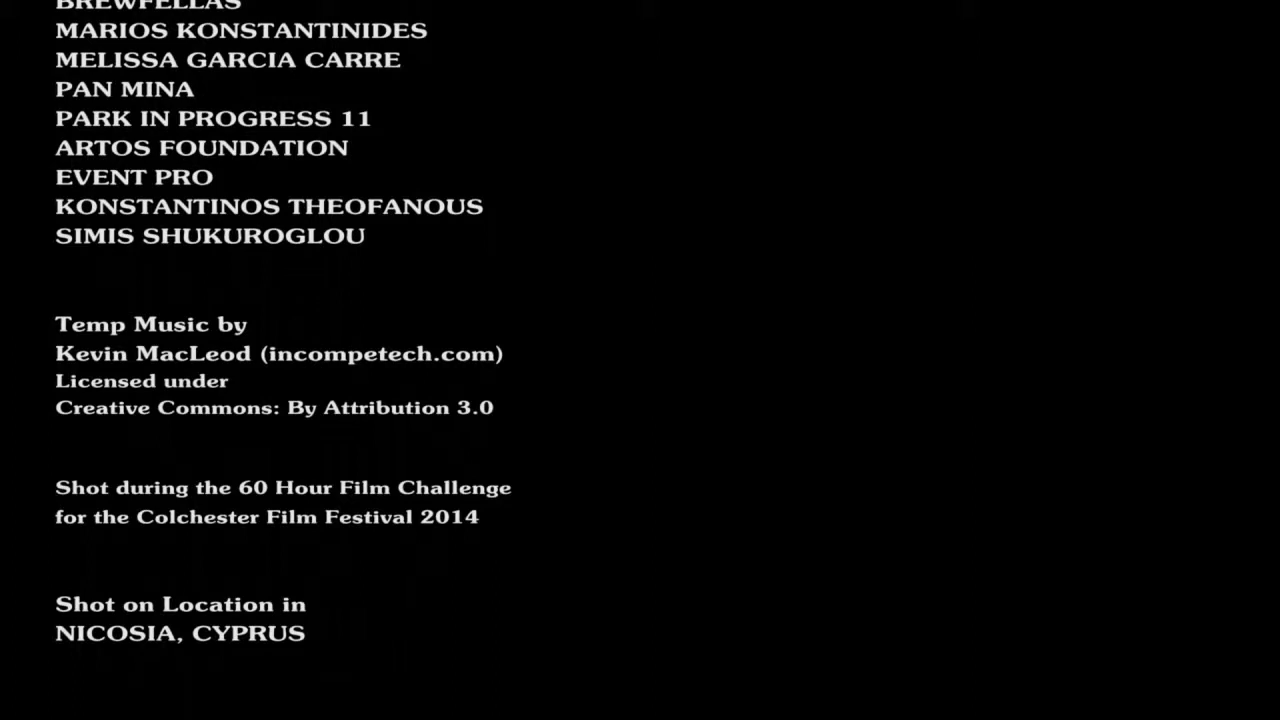 BREWFELLAS
MARIOS KONSTANTINIDES
MELISSA GARCIA CARRE
PAN MINA
PARK IN PROGRESS 11
ARTOS FOUNDATION
EVENT PRO
KONSTANTINOS THEOFANOUS
SIMIS SHUKUROGLOU
Temp Music by
Kevin MacLeod (incompetech.com)
Licensed under
Creative Commons: By Attribution 3.0
Shot during the 60 Hour Film Challenge
for the Colchester Film Festival 2014
Shot on Location in
NICOSIA, CYPRUS